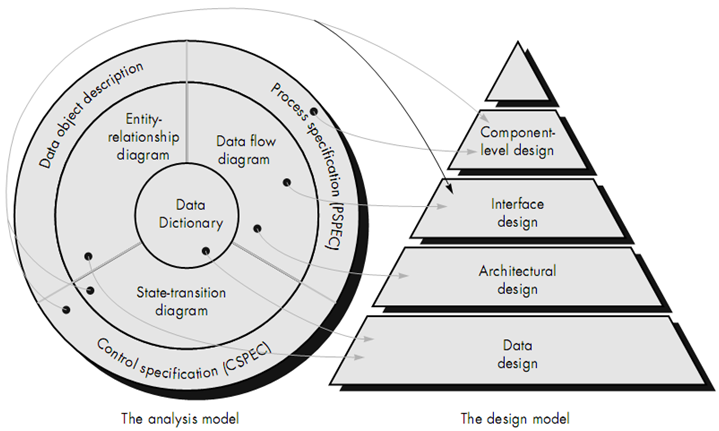 Data object description
Process specification (PSPEC)
Entity-
relationship
diagram
Data flow
diagram
Data
Dictionary
State-transition
diagram
Control specification (CSPEC)
The analysis model
Component-
level design
Interface
design
Architectural
design
Data
design
The design model